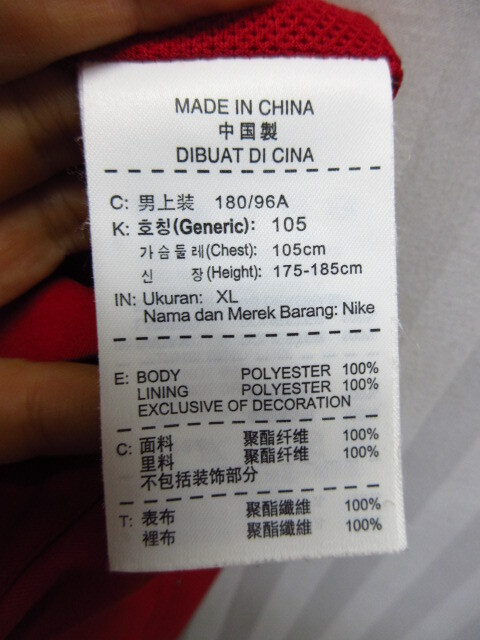 MADE IN CHINA
中国製
DIBUAT DI CINA
C: 男上装 180/96A
K: 호칭(Generic): 105
가슴둘레(Chest): 105cm
신 장(Height): 175-185cm
IN: Ukuran: XL
Nama dan Merek Barang: Nike
E: BODY POLYESTER 100%
LINING POLYESTER 100%
EXCLUSIVE OF DECORATION
C: 面料 聚酯纤维 100%
里料 聚酯纤维 100%
不包括装饰部分
T: 表布 聚酯纖維 100%
裡布 聚酯纖維 100%